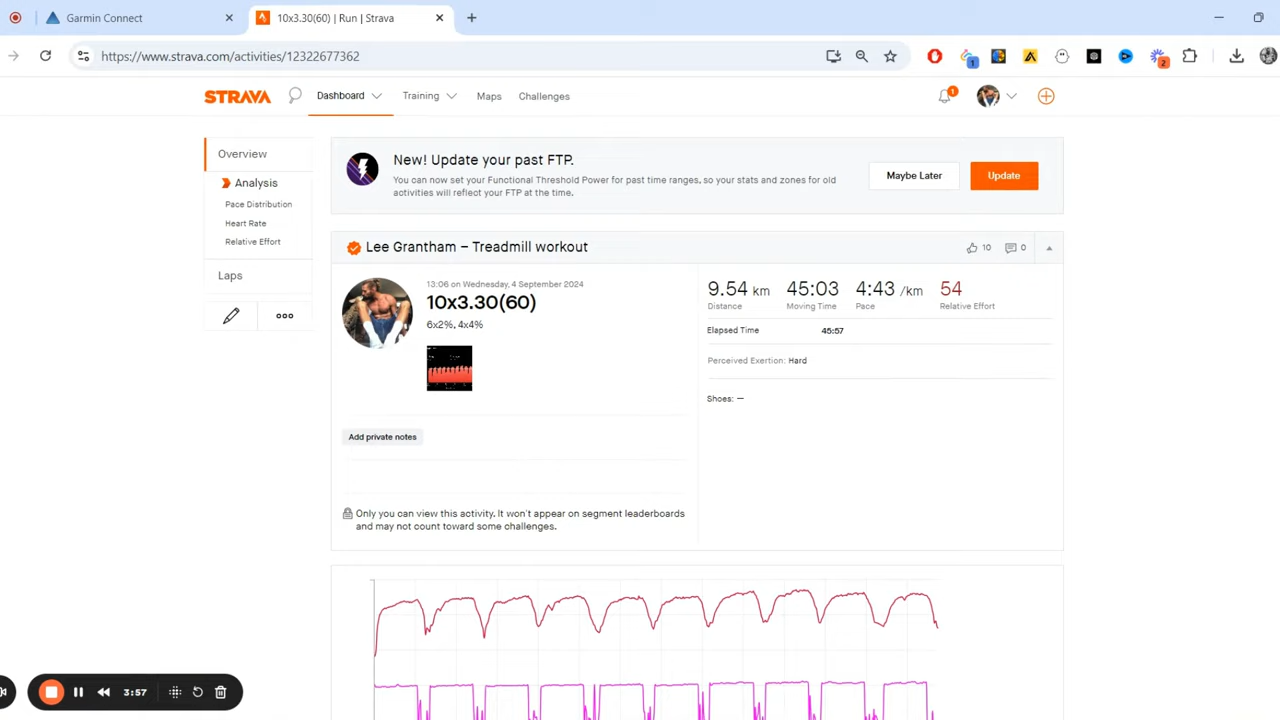 Garmin Connect
10x3.30(60) | Run | Strava
https://www.strava.com/activities/12322677362
1
2
STRAVA
Dashboard
Training
Maps
Challenges
1
Overview
Analysis
Pace Distribution
Heart Rate
Relative Effort
Laps
New! Update your past FTP.
You can now set your Functional Threshold Power for past time ranges, so your stats and zones for old
activities will reflect your FTP at the time.
Maybe Later
Update
Lee Grantham – Treadmill workout
10
0
13:06 on Wednesday, 4 September 2024
10x3.30(60)
6x2%, 4x4%
Add private notes
Only you can view this activity. It won't appear on segment leaderboards
and may not count toward some challenges.
9.54 km
Distance
45:03
Moving Time
4:43 /km
Pace
54
Relative Effort
Elapsed Time 45:57
Perceived Exertion: Hard
Shoes: —
3:57